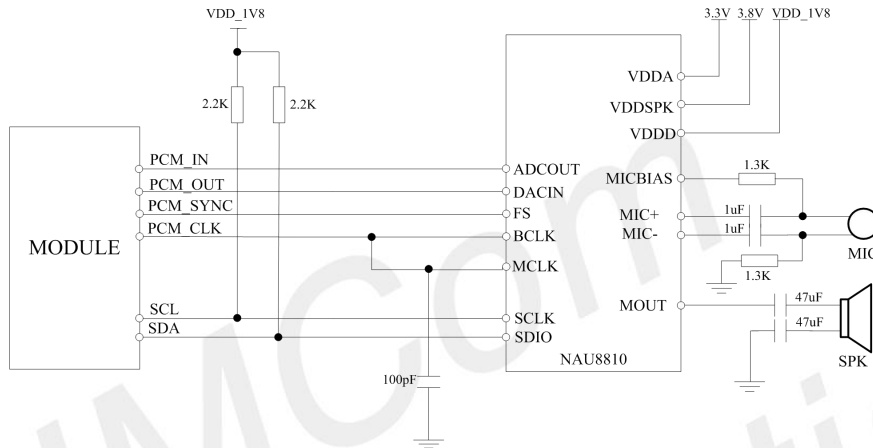 VDD_1V8
3.3V 3.8V VDD_1V8
2.2K
2.2K
VDDA
VDDSPK
VDDD
PCM_IN
PCM_OUT
PCM_SYNC
PCM_CLK
MODULE
SCL
SDA
ADCOUT
DACIN
FS
BCLK
MCLK
SCLK
SDIO
MICBIAS
MIC+
MIC-
MOUT
NAU8810
1.3K
1uF
1uF
MIC
1.3K
47uF
47uF
SPK
100pF